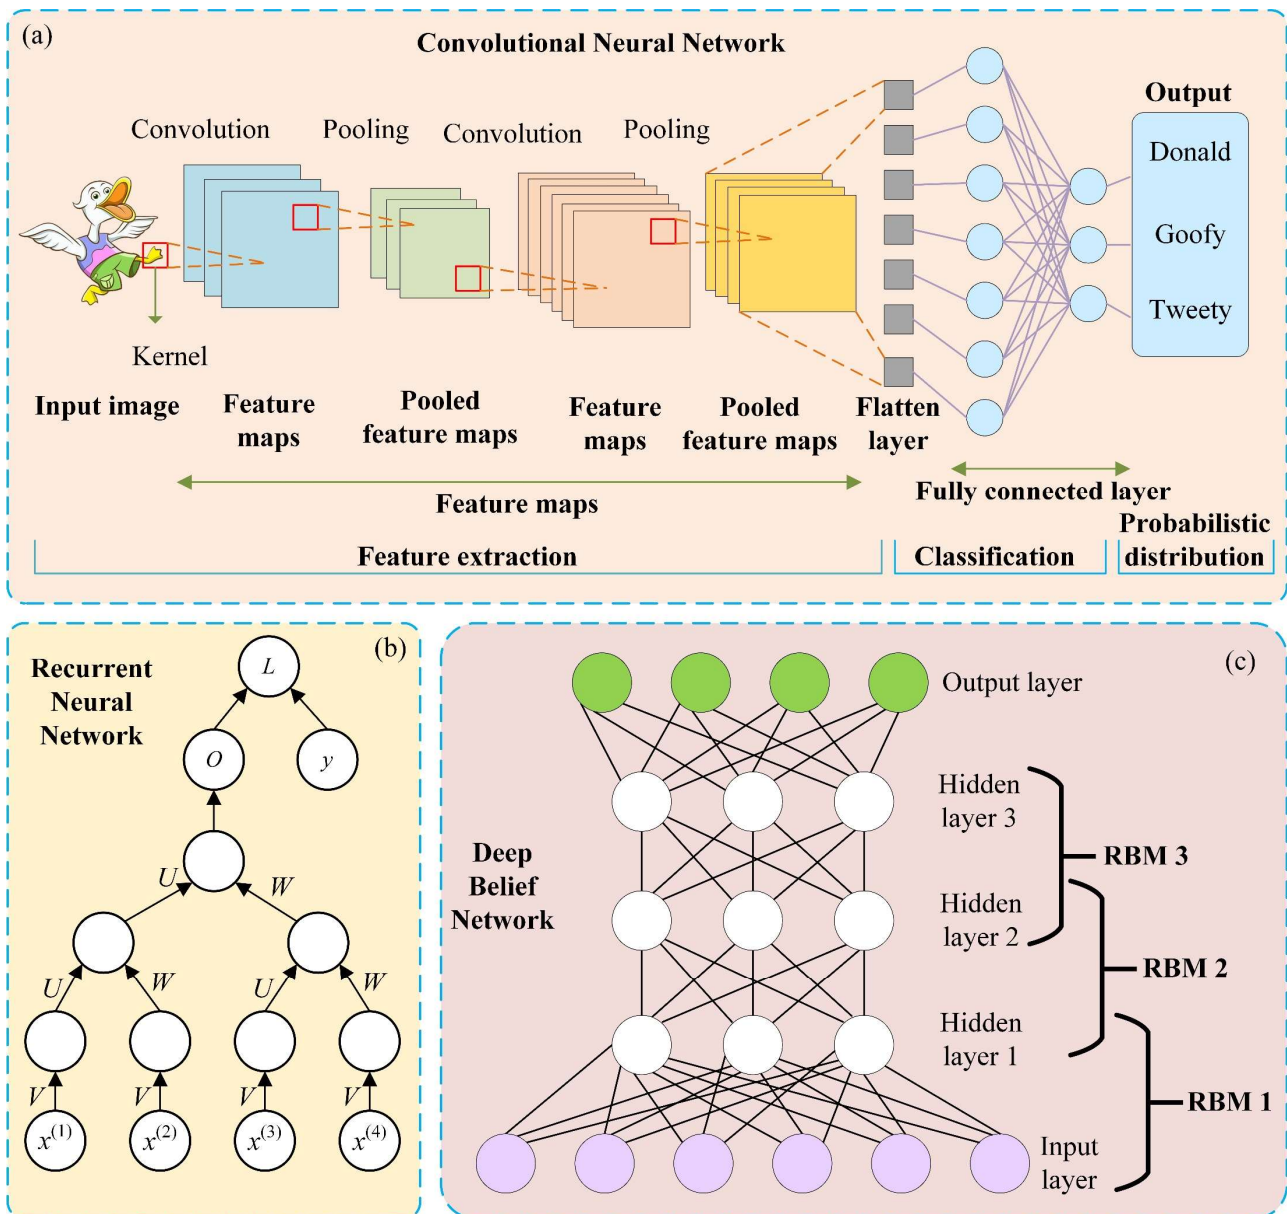 (a)
Convolutional Neural Network
Convolution
Pooling
Convolution
Pooling
Output
Donald
Goofy
Tweety
Kernel
Input image
Feature
maps
Pooled
feature maps
Feature
maps
Pooled
feature maps
Flatten
layer
Feature maps
Fully connected layer
Feature extraction
Classification
Probabilistic
distribution
(b)
Recurrent
Neural
Network
L
O
y
U
W
U
W
U
W
V
V
V
V
x⁽¹⁾
x⁽²⁾
x⁽³⁾
x⁽⁴⁾
(c)
Deep
Belief
Network
Output layer
Hidden
layer 3
RBM 3
Hidden
layer 2
RBM 2
Hidden
layer 1
RBM 1
Input
layer